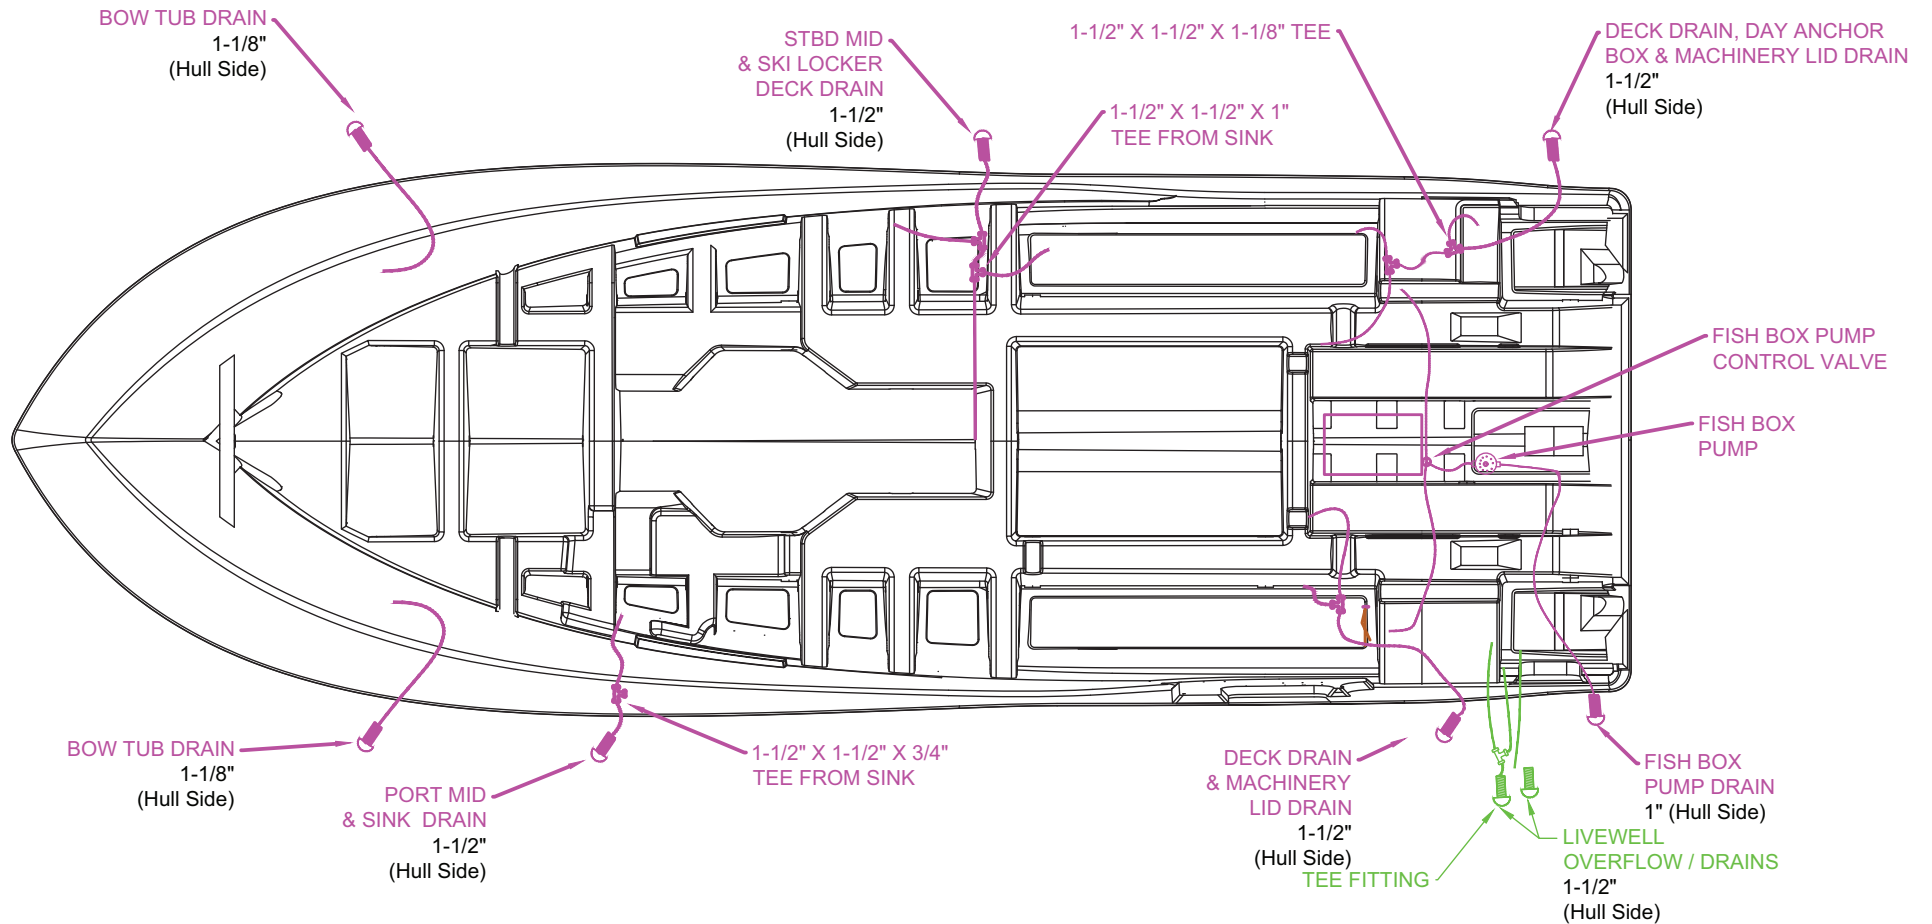 BOW TUB DRAIN
1-1/8"
(Hull Side)
STBD MID
& SKI LOCKER
DECK DRAIN
1-1/2"
(Hull Side)
1-1/2" X 1-1/2" X 1-1/8" TEE
1-1/2" X 1-1/2" X 1"
TEE FROM SINK
DECK DRAIN, DAY ANCHOR
BOX & MACHINERY LID DRAIN
1-1/2"
(Hull Side)
FISH BOX PUMP
CONTROL VALVE
FISH BOX
PUMP
BOW TUB DRAIN
1-1/8"
(Hull Side)
PORT MID
& SINK DRAIN
1-1/2"
(Hull Side)
1-1/2" X 1-1/2" X 3/4"
TEE FROM SINK
DECK DRAIN
& MACHINERY
LID DRAIN
1-1/2"
(Hull Side)
TEE FITTING
FISH BOX
PUMP DRAIN
1" (Hull Side)
LIVEWELL
OVERFLOW / DRAINS
1-1/2"
(Hull Side)